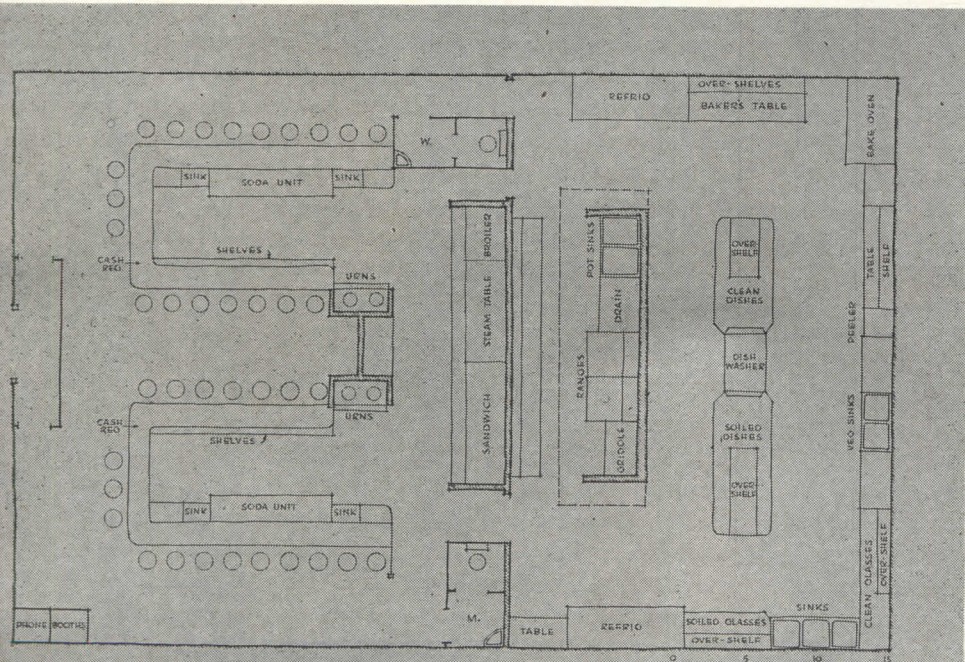 OVER-SHELVES
REFRIG
BAKER'S TABLE
BAKE OVEN
W.
SINK
SODA UNIT
SINK
BROILER
POT SINKS
OVER-
SHELF
TABLE
SHELF
SHELVES
CASH
REG
URNS
STEAM TABLE
DRAIN
CLEAN
DISHES
PEELER
DISH
WASHER
RANGES
SANDWICH
URNS
CASH
REG
SHELVES
GRIDDLE
SOILED
DISHES
VEG SINKS
OVER-
SHELF
SINK
SODA UNIT
SINK
CLEAN GLASSES
OVER-SHELF
M.
SINKS
PHONE BOOTHS
TABLE
REFRIG
SOILED GLASSES
OVER-SHELF
0 5 10 15